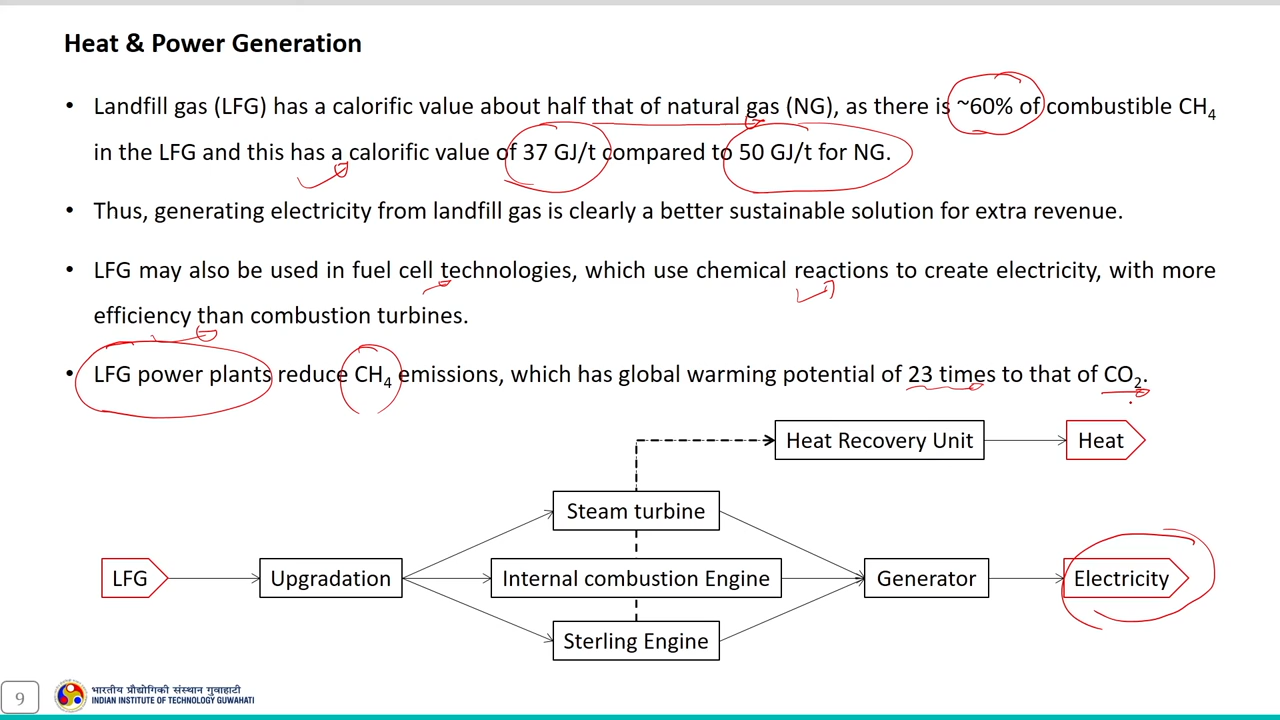 Heat & Power Generation
• Landfill gas (LFG) has a calorific value about half that of natural gas (NG), as there is ~60% of combustible CH₄
in the LFG and this has a calorific value of 37 GJ/t compared to 50 GJ/t for NG.
• Thus, generating electricity from landfill gas is clearly a better sustainable solution for extra revenue.
• LFG may also be used in fuel cell technologies, which use chemical reactions to create electricity, with more
efficiency than combustion turbines.
• LFG power plants reduce CH₄ emissions, which has global warming potential of 23 times to that of CO₂.
Heat Recovery Unit
Heat
Steam turbine
LFG
Upgradation
Internal combustion Engine
Generator
Electricity
Sterling Engine
9
भारतीय प्रौद्योगिकी संस्थान गुवाहाटी
INDIAN INSTITUTE OF TECHNOLOGY GUWAHATI